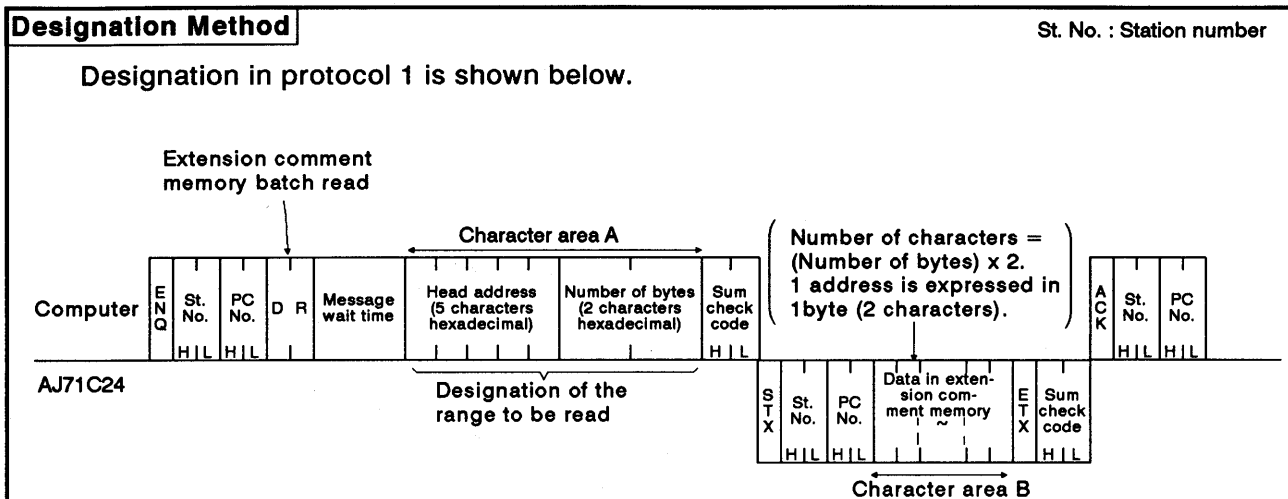 Designation Method
St. No. : Station number
Designation in protocol 1 is shown below.
Extension comment
memory batch read
Character area A
Number of characters =
(Number of bytes) x 2.
1 address is expressed in
1byte (2 characters).
Computer
E
N
Q
St.
No.
H L
PC
No.
H L
D R
Message
wait time
Head address
(5 characters
hexadecimal)
Number of bytes
(2 characters
hexadecimal)
Sum
check
code
H L
A
C
K
St.
No.
H L
PC
No.
H L
AJ71C24
Designation of the
range to be read
S
T
X
St.
No.
H L
PC
No.
H L
Data in exten-
sion com-
ment memory
~
E
T
X
Sum
check
code
H L
Character area B